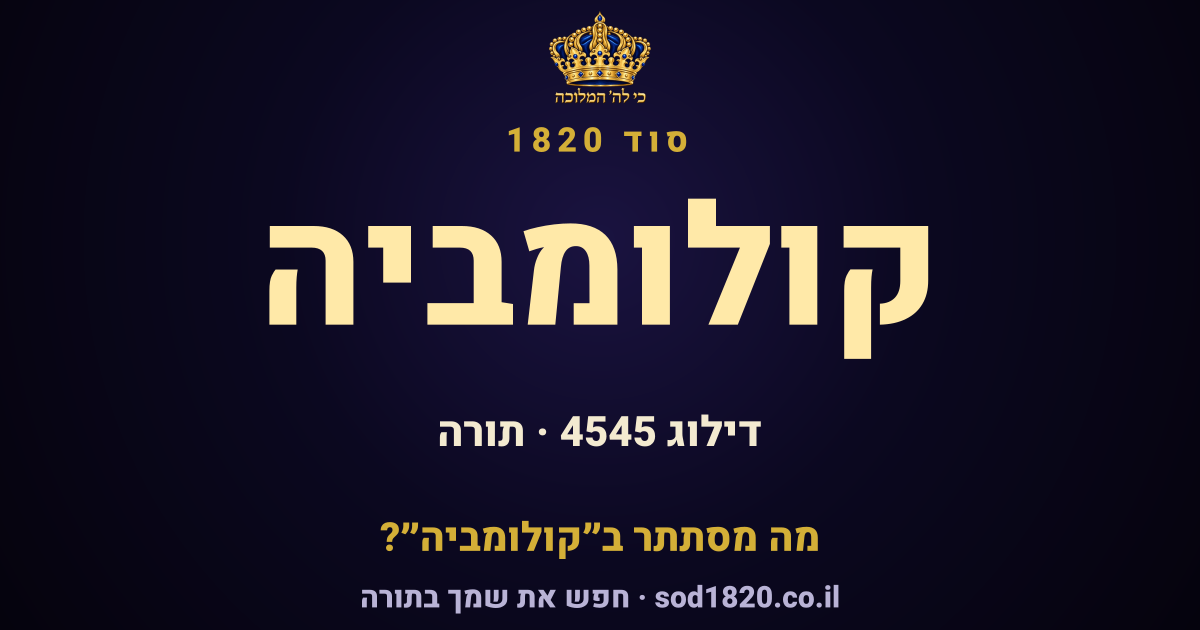 כי לה' המלוכה
סוד 1820
קולומביה
דילוג 4545 · תורה
מה מסתתר ב״קולומביה״?
sod1820.co.il · חפש את שמך בתורה